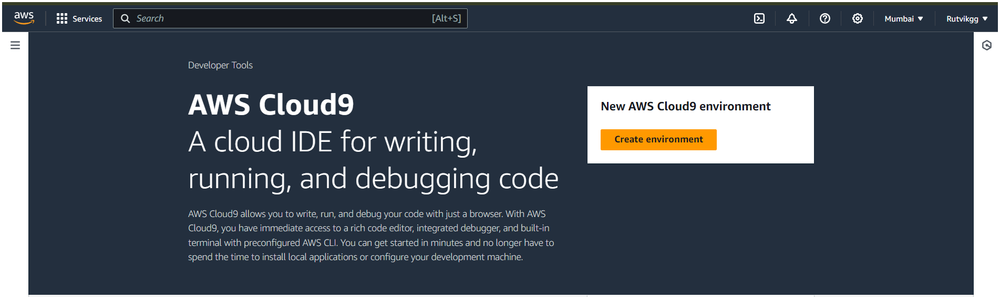 aws
Services
Search [Alt+S]
Mumbai
Rutvikgg
Developer Tools
AWS Cloud9
A cloud IDE for writing,
running, and debugging code
AWS Cloud9 allows you to write, run, and debug your code with just a browser. With AWS
Cloud9, you have immediate access to a rich code editor, integrated debugger, and built-in
terminal with preconfigured AWS CLI. You can get started in minutes and no longer have to
spend the time to install local applications or configure your development machine.
New AWS Cloud9 environment
Create environment